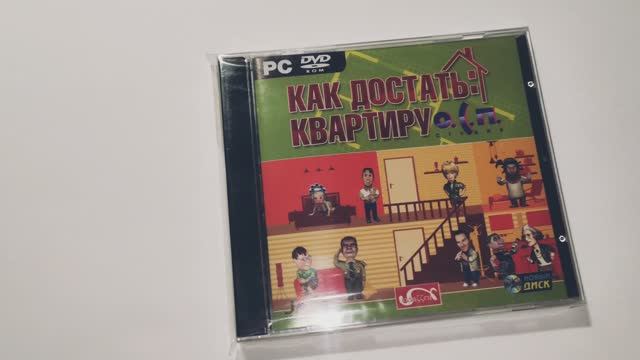 PC DVD
ROM
КАК ДОСТАТЬ:
КВАРТИРУ О.С.П.
НОВЫЙ
ДИСК